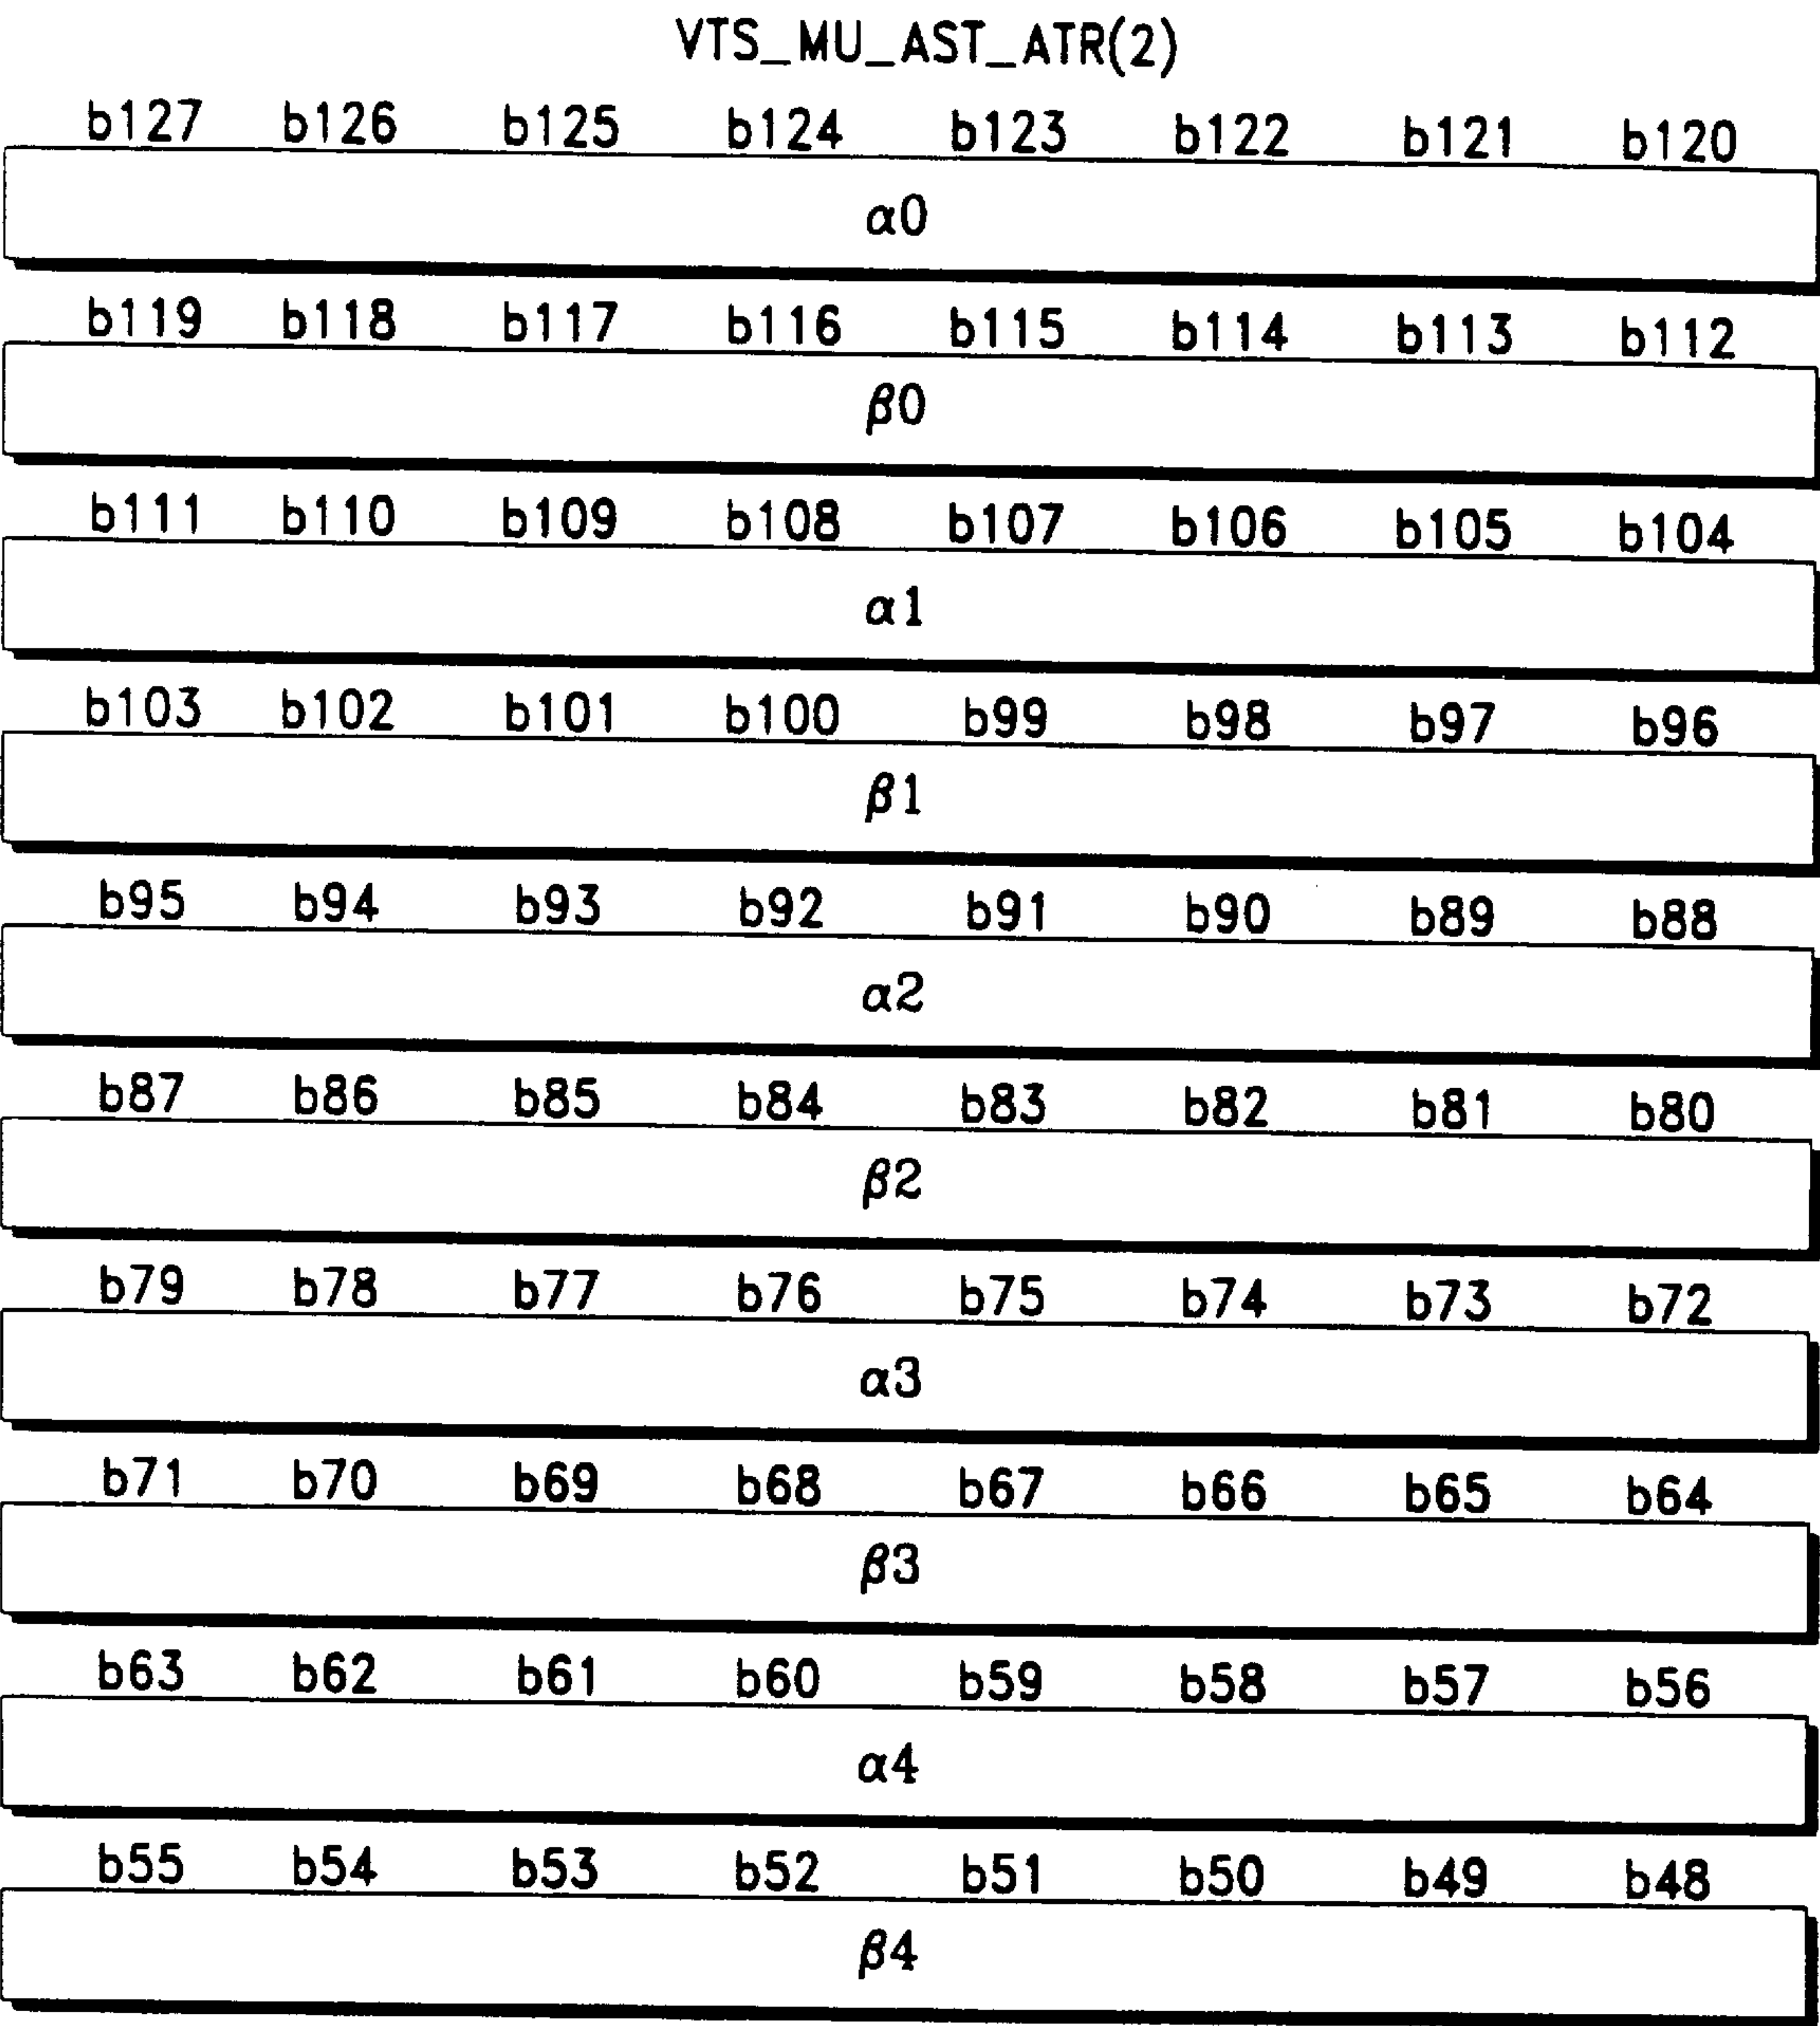 VTS_MU_AST_ATR(2)
b127 b126 b125 b124 b123 b122 b121 b120
α0
b119 b118 b117 b116 b115 b114 b113 b112
β0
b111 b110 b109 b108 b107 b106 b105 b104
α1
b103 b102 b101 b100 b99 b98 b97 b96
β1
b95 b94 b93 b92 b91 b90 b89 b88
α2
b87 b86 b85 b84 b83 b82 b81 b80
β2
b79 b78 b77 b76 b75 b74 b73 b72
α3
b71 b70 b69 b68 b67 b66 b65 b64
β3
b63 b62 b61 b60 b59 b58 b57 b56
α4
b55 b54 b53 b52 b51 b50 b49 b48
β4